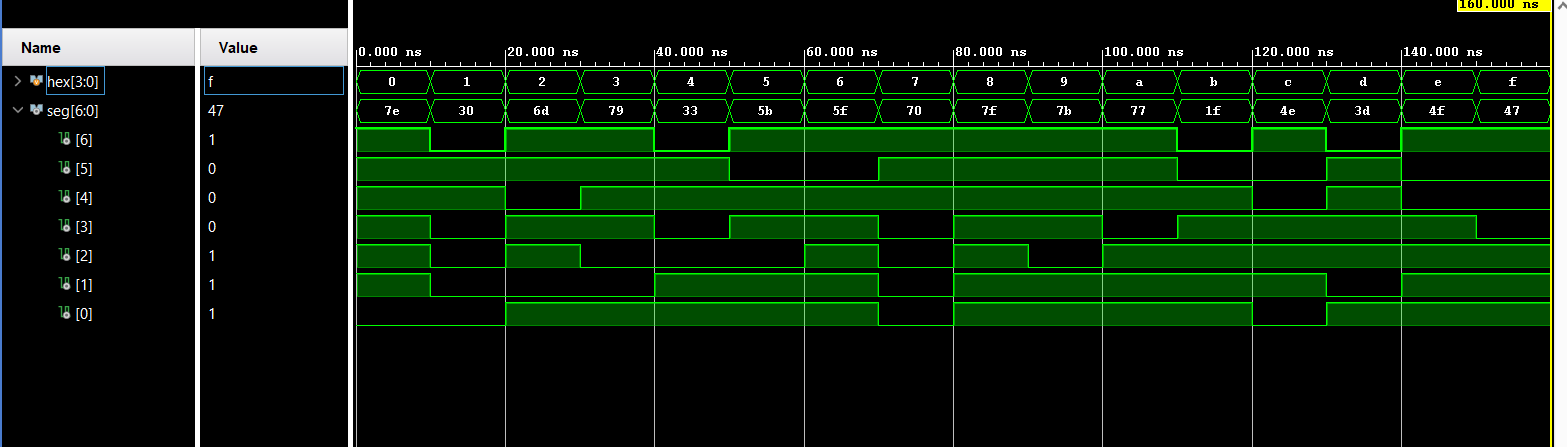 160.000 ns
Name Value
0.000 ns 20.000 ns 40.000 ns 60.000 ns 80.000 ns 100.000 ns 120.000 ns 140.000 ns
hex[3:0] f 0 1 2 3 4 5 6 7 8 9 a b c d e f
seg[6:0] 47 7e 30 6d 79 33 5b 5f 70 7f 7b 77 1f 4e 3d 4f 47
[6] 1
[5] 0
[4] 0
[3] 0
[2] 1
[1] 1
[0] 1